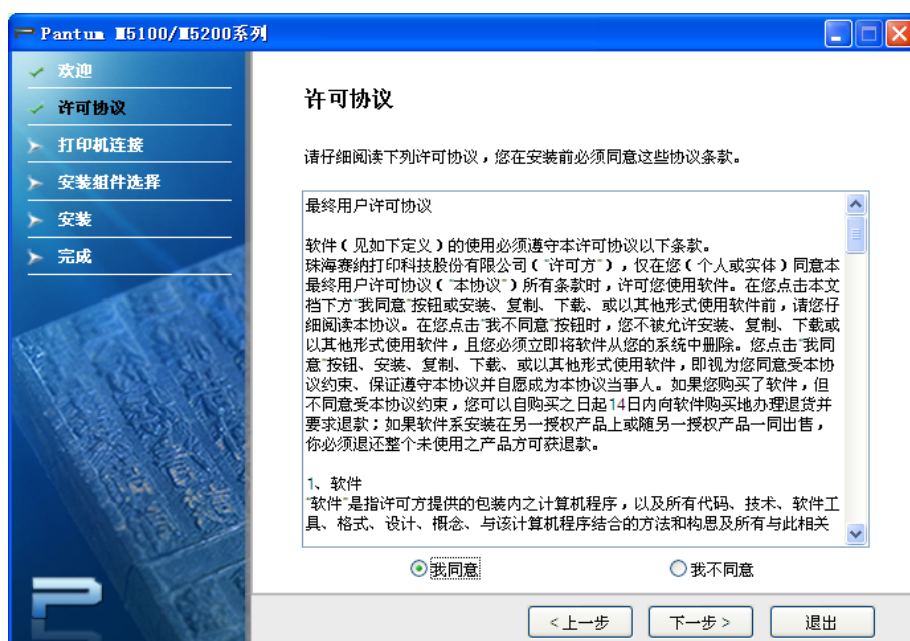 Pantum M5100/M5200系列
欢迎
许可协议
打印机连接
安装组件选择
安装
完成
许可协议
请仔细阅读下列许可协议，您在安装前必须同意这些协议条款。
最终用户许可协议
软件（见如下定义）的使用必须遵守本许可协议以下条款。
珠海赛纳打印科技股份有限公司（“许可方”），仅在您（个人或实体）同意本
最终用户许可协议（“本协议”）所有条款时，许可您使用软件。在您点击本文
档下方“我同意”按钮或安装、复制、下载、或以其他形式使用软件前，请您仔
细阅读本协议。在您点击“我不同意”按钮时，您不被允许安装、复制、下载或
以其他形式使用软件，且您必须立即将软件从您的系统中删除。您点击“我同
意”按钮、安装、复制、下载、或以其他形式使用软件，即视为您同意受本协
议约束、保证遵守本协议并自愿成为本协议当事人。如果您购买了软件，但
不同意受本协议约束，您可以自购买之日起14日内向软件购买地办理退货并
要求退款；如果软件系安装在另一授权产品上或随另一授权产品一同出售，
你必须退还整个未使用之产品方可获退款。
1、软件
“软件”是指许可方提供的包装内之计算机程序，以及所有代码、技术、软件工
具、格式、设计、概念、与该计算机程序结合的方法和构思及所有与此相关
我同意
我不同意
<上一步
下一步>
退出